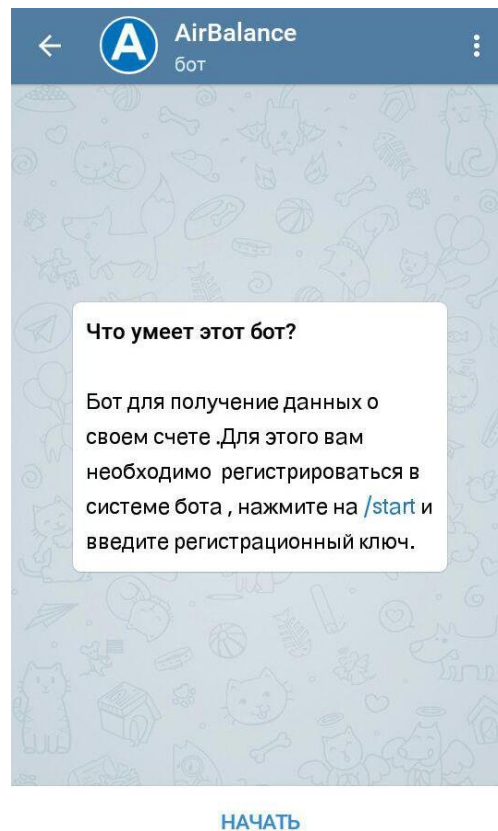 A
AirBalance
бот
Что умеет этот бот?
Бот для получение данных о
своем счете .Для этого вам
необходимо регистрироваться в
системе бота , нажмите на /start и
введите регистрационный ключ.
НАЧАТЬ